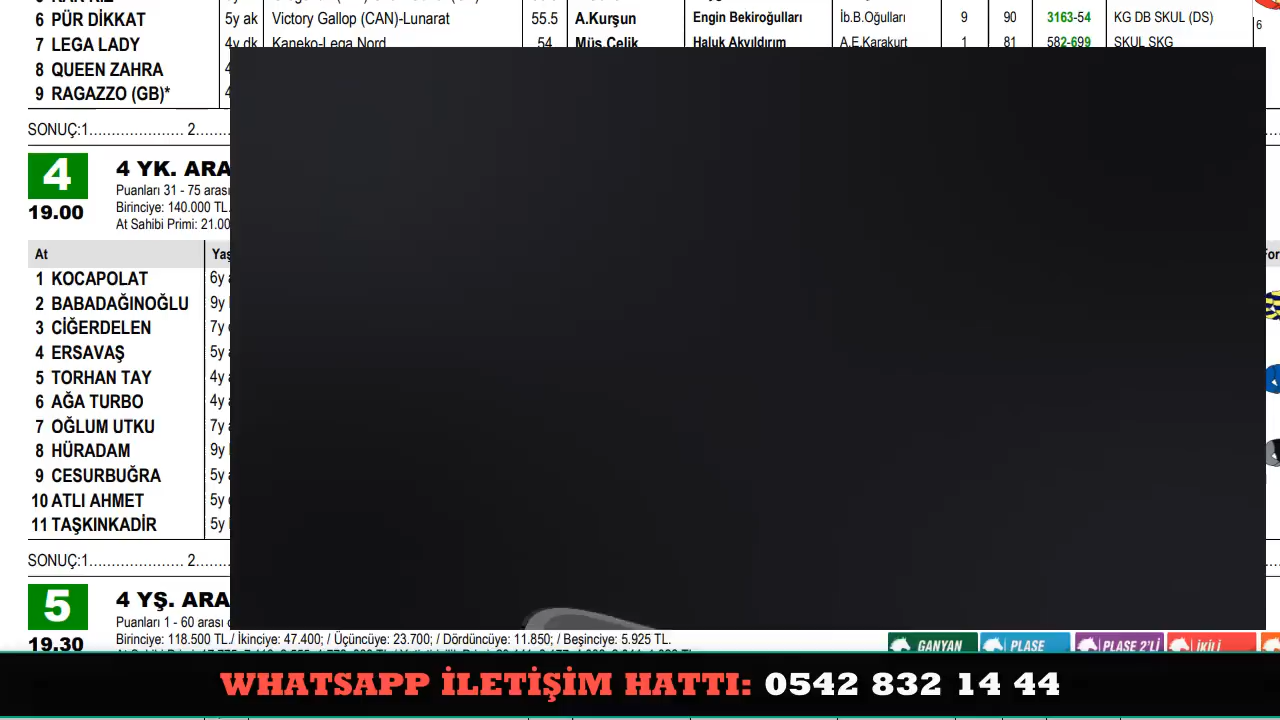 6 PÜR DİKKAT 5y ak Victory Gallop (CAN)-Lunarat 55.5 A.Kurşun Engin Bekiroğulları İb.B.Oğulları 9 90 3163-54 KG DB SKUL (DS) 6
7 LEGA LADY 4y dk Kaneko-Lega Nord 54 Müs.Çelik Haluk Akyıldırım A.E.Karakurt 1 81 582-699 SKUL SKG
8 QUEEN ZAHRA
9 RAGAZZO (GB)*
SONUÇ:1..................... 2........
4 4 YK. ARA
Puanları 31 - 75 arası
19.00 Birinciye: 140.000 TL.
At Sahibi Primi: 21.00
At Yaş For
1 KOCAPOLAT 6y
2 BABADAĞINOĞLU 9y
3 CİĞERDELEN 7y
4 ERSAVAŞ 5y
5 TORHAN TAY 4y
6 AĞA TURBO 4y
7 OĞLUM UTKU 7y
8 HÜRADAM 9y
9 CESURBUĞRA 5y
10 ATLI AHMET 5y
11 TAŞKINKADİR 5y
SONUÇ:1..................... 2........
5 4 YŞ. ARA
Puanları 1 - 60 arası
19.30 Birinciye: 118.500 TL./ İkinciye: 47.400; / Üçüncüye: 23.700; / Dördüncüye: 11.850; / Beşinciye: 5.925 TL.
GANYAN PLASE PLASE 2'Lİ İKİLİ
WHATSAPP İLETİŞİM HATTI: 0542 832 14 44